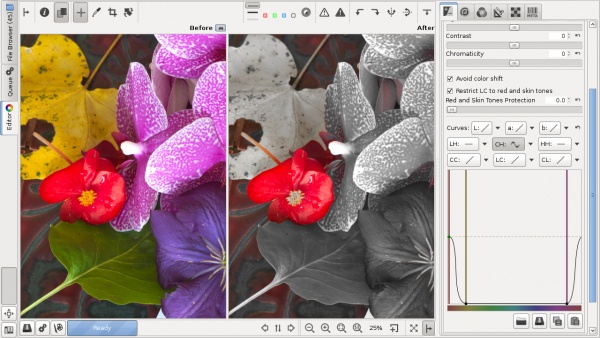 File Browser (45)
Queue
Editor
Before
After
Ready
25%
Contrast
0
Chromaticity
0
Avoid color shift
Restrict LC to red and skin tones
Red and Skin Tones Protection
0.0
Curves:
L:
a:
b:
LH:
CH:
HH:
CC:
LC:
CL: